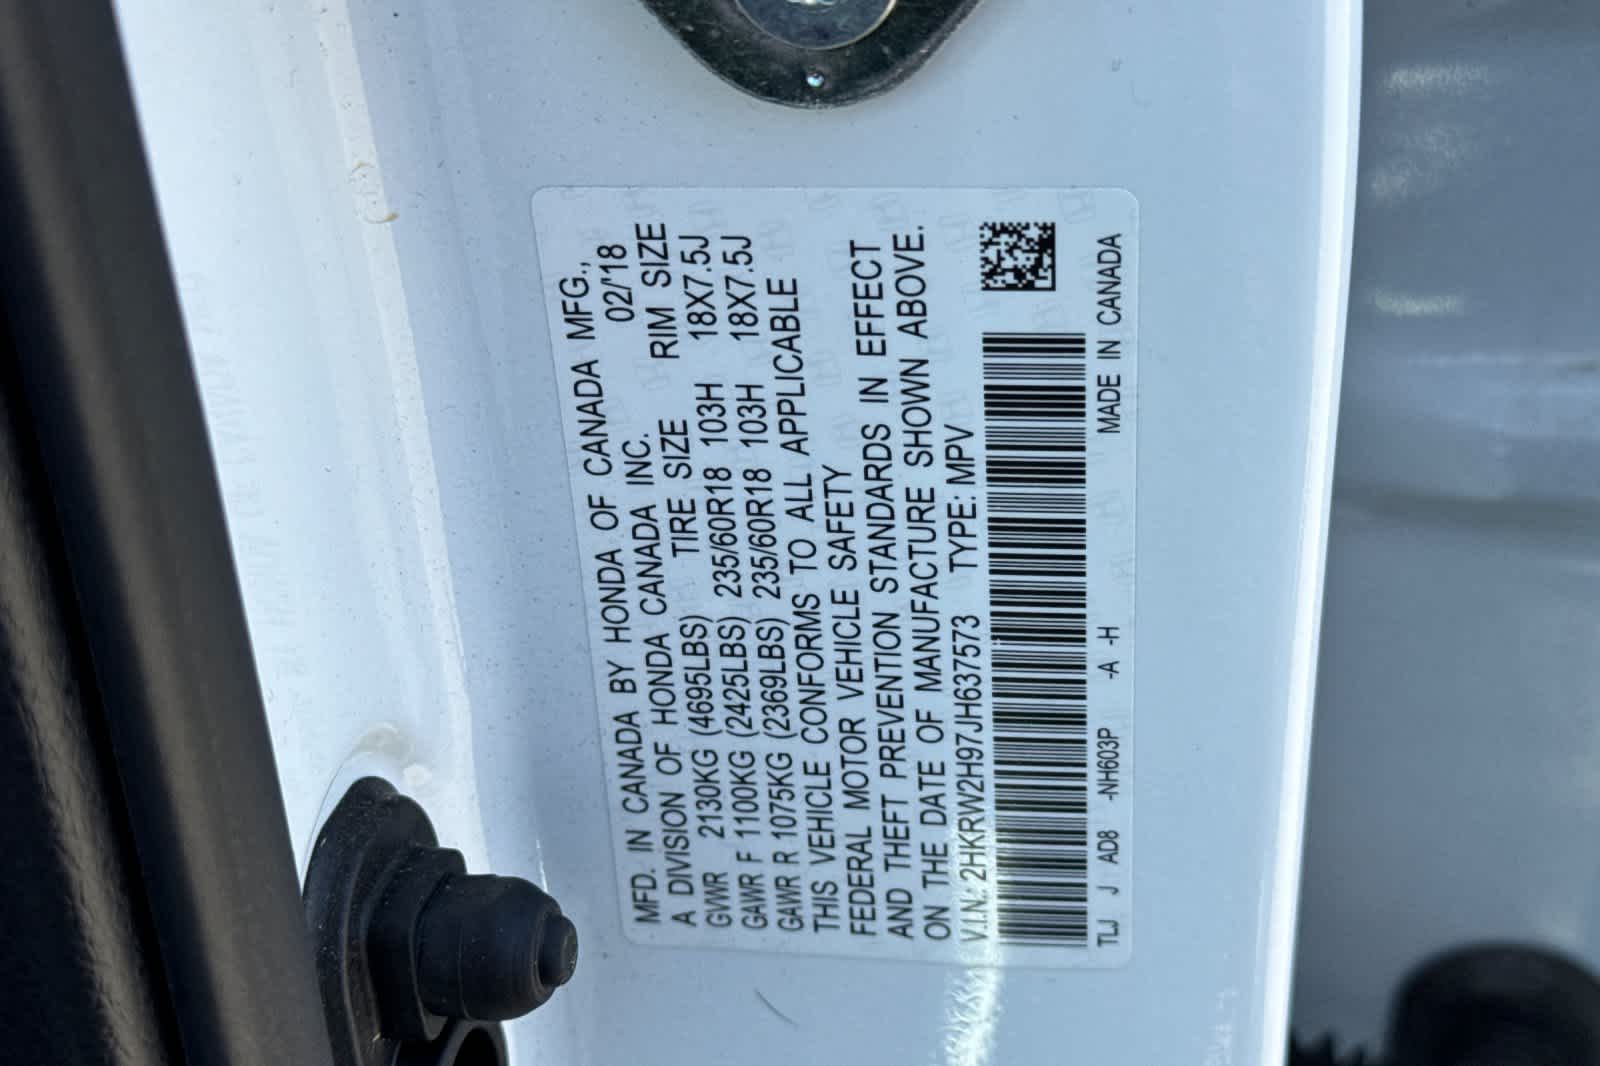 MFD. IN CANADA BY HONDA OF CANADA MFG.,
A DIVISION OF HONDA CANADA INC. 02/'18
TIRE SIZE RIM SIZE
GVWR 2130KG (4695LBS)
GAWR F 1100KG (2425LBS) 235/60R18 103H 18X7.5J
GAWR R 1075KG (2369LBS) 235/60R18 103H 18X7.5J
THIS VEHICLE CONFORMS TO ALL APPLICABLE
FEDERAL MOTOR VEHICLE SAFETY
AND THEFT PREVENTION STANDARDS IN EFFECT
ON THE DATE OF MANUFACTURE SHOWN ABOVE.
V.I.N.: 2HKRW2H97JH637573 TYPE: MPV
TLJ J AD8 -NH603P -A -H MADE IN CANADA